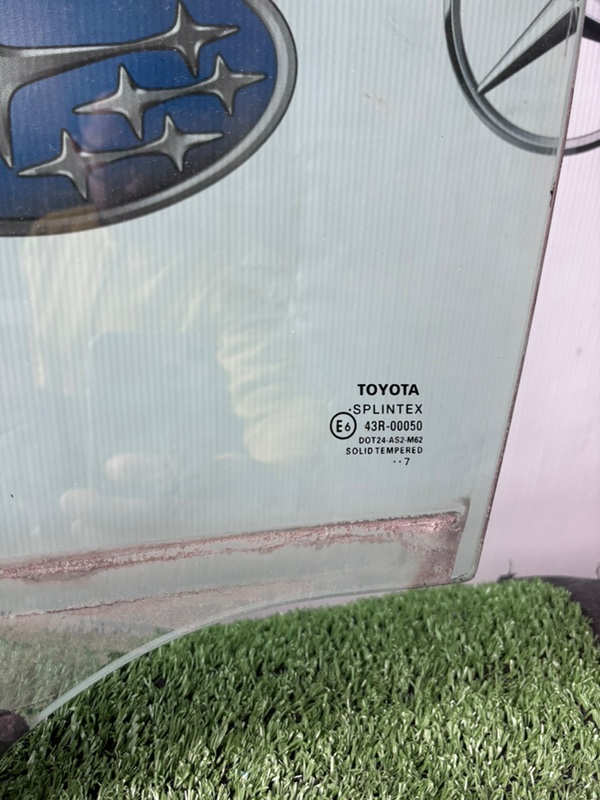 TOYOTA
·SPLINTEX
E6 43R-00050
DOT24-AS2-M62
SOLID TEMPERED
··7